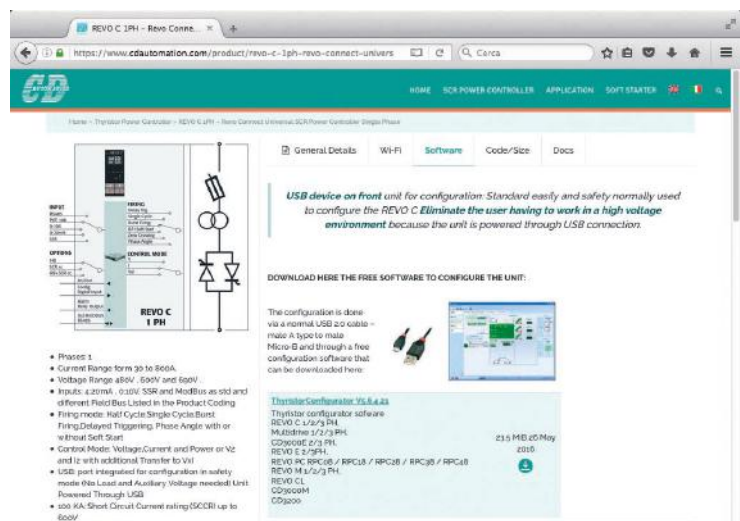 REVO C 1PH – Revo Conne...
https://www.cdautomation.com/product/revo-c-1ph-revo-connect-univers
Cerca
CD
HOME SCR POWER CONTROLLER APPLICATION SOFT STARTER
Home » Thyristor Power Controller » REVO C 1PH – Revo Connect Universal SCR Power Controller Single Phase
General Details Wi-Fi Software Code/Size Docs
INPUT
OPTIONS
FIRING
Single Cycle
Zero Crossing
Phase Angle
CONTROL MODE
REVO C
1 PH
USB device on front unit for configuration: Standard easily and safety normally used
to configure the REVO C Eliminate the user having to work in a high voltage
environment because the unit is powered through USB connection.
DOWNLOAD HERE THE FREE SOFTWARE TO CONFIGURE THE UNIT:
The configuration is done
via a normal USB 2.0 cable –
male A type to male
Micro-B and through a free
configuration software that
can be downloaded here:
Phases: 1
Current Range form 30 to 800A.
Voltage Range 480V , 600V and 690V .
Inputs: 4:20mA , 0:10V, SSR and ModBus as std and
different Field Bus Listed in the Product Coding
Firing mode: Half Cycle,Single Cycle,Burst
Firing,Delayed Triggering, Phase Angle with or
without Soft Start
Control Mode: Voltage,Current and Power or V2
and I2 with additional Transfer to VxI
USB: port integrated for configuration in safety
mode (No Load and Auxiliary Voltage needed) Unit
Powered Through USB
100 KA: Short Circuit Current rating (SCCR) up to
600V
ThyristorConfigurator V5.6.4.21
Thyristor configurator sofware
REVO C 1/2/3 PH,
Multidrive 1/2/3 PH,
CD3000E 2/3 PH,
REVO E 2/3PH,
REVO PC RPC08 / RPC18 / RPC28 / RPC38 / RPC48
REVO M 1/2/3 PH,
REVO CL
CD3000M
CD3200
23.5 MiB,26 May
2016